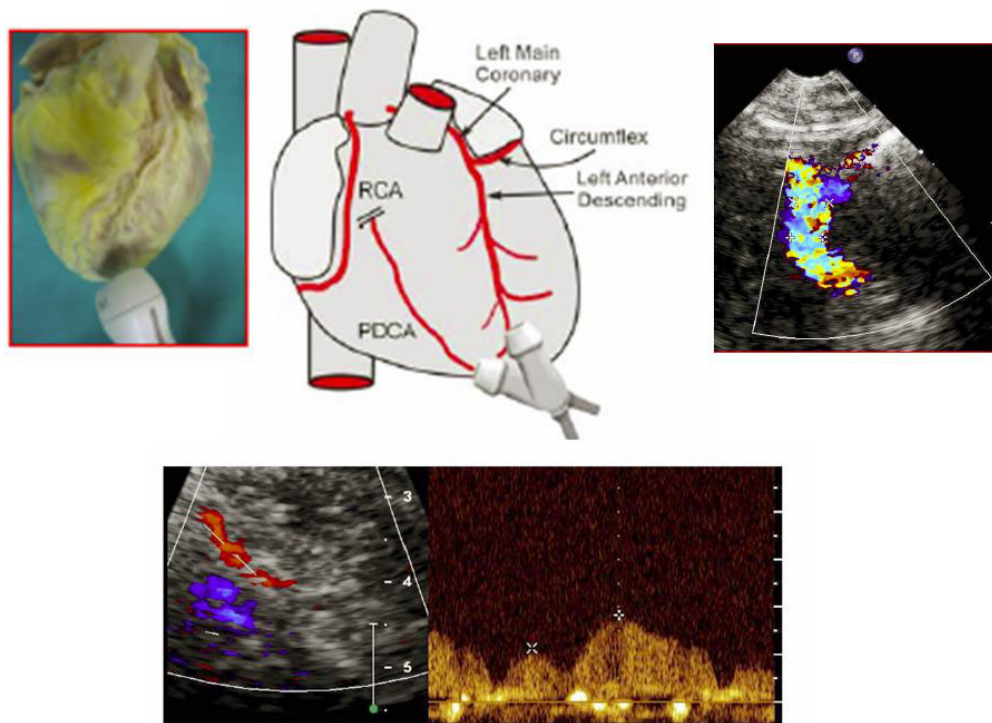 Left Main
Coronary
Circumflex
Left Anterior
Descending
RCA
PDCA
P
3
4
5